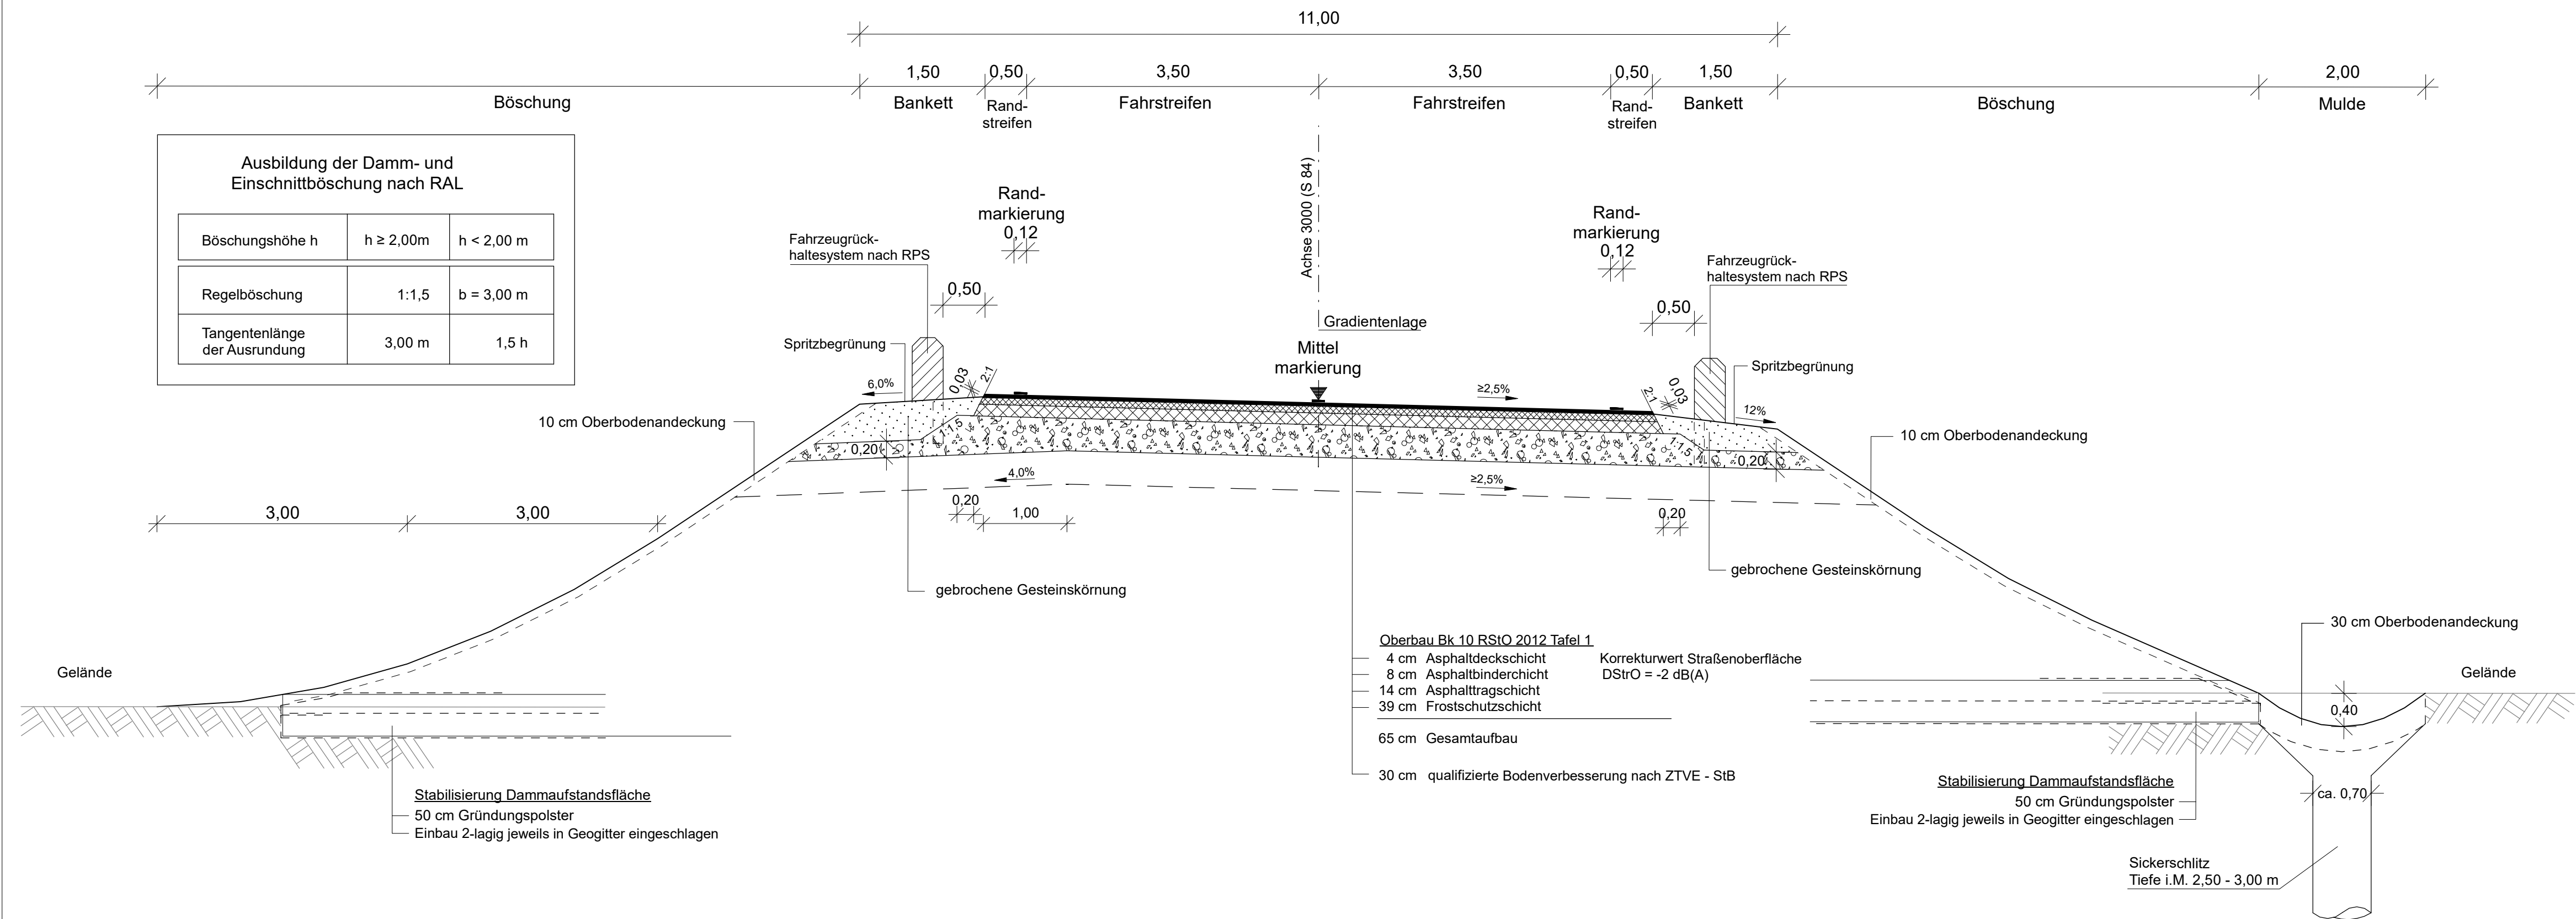 11,00
1,50 0,50 3,50 3,50 0,50 1,50 2,00
Böschung Bankett Rand- Fahrstreifen Fahrstreifen Rand- Bankett Böschung Mulde
streifen streifen
Ausbildung der Damm- und
Einschnittböschung nach RAL
Böschungshöhe h h ≥ 2,00m h < 2,00 m
Regelböschung 1:1,5 b = 3,00 m
Tangentenlänge
der Ausrundung 3,00 m 1,5 h
Achse 3000 (S 84)
Rand-
markierung
0,12
Rand-
markierung
0,12
Fahrzeugrück-
haltesystem nach RPS
Fahrzeugrück-
haltesystem nach RPS
0,50
0,50
Gradientenlage
Mittel
markierung
Spritzbegrünung
Spritzbegrünung
6,0%
0,03
2:1
≥2,5%
2:1
0,03
12%
10 cm Oberbodenandeckung
10 cm Oberbodenandeckung
1:1,5
0,20
1:1,5
0,20
4,0%
≥2,5%
3,00 3,00
0,20 1,00
0,20
gebrochene Gesteinskörnung
gebrochene Gesteinskörnung
Oberbau Bk 10 RStO 2012 Tafel 1
4 cm Asphaltdeckschicht Korrekturwert Straßenoberfläche
8 cm Asphaltbinderchicht DStrO = -2 dB(A)
14 cm Asphalttragschicht
39 cm Frostschutzschicht
65 cm Gesamtaufbau
30 cm qualifizierte Bodenverbesserung nach ZTVE - StB
30 cm Oberbodenandeckung
Gelände
Gelände
0,40
Stabilisierung Dammaufstandsfläche
50 cm Gründungspolster
Einbau 2-lagig jeweils in Geogitter eingeschlagen
Stabilisierung Dammaufstandsfläche
50 cm Gründungspolster
Einbau 2-lagig jeweils in Geogitter eingeschlagen
ca. 0,70
Sickerschlitz
Tiefe i.M. 2,50 - 3,00 m